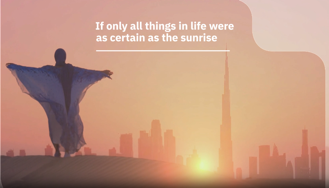 If only all things in life were
as certain as the sunrise